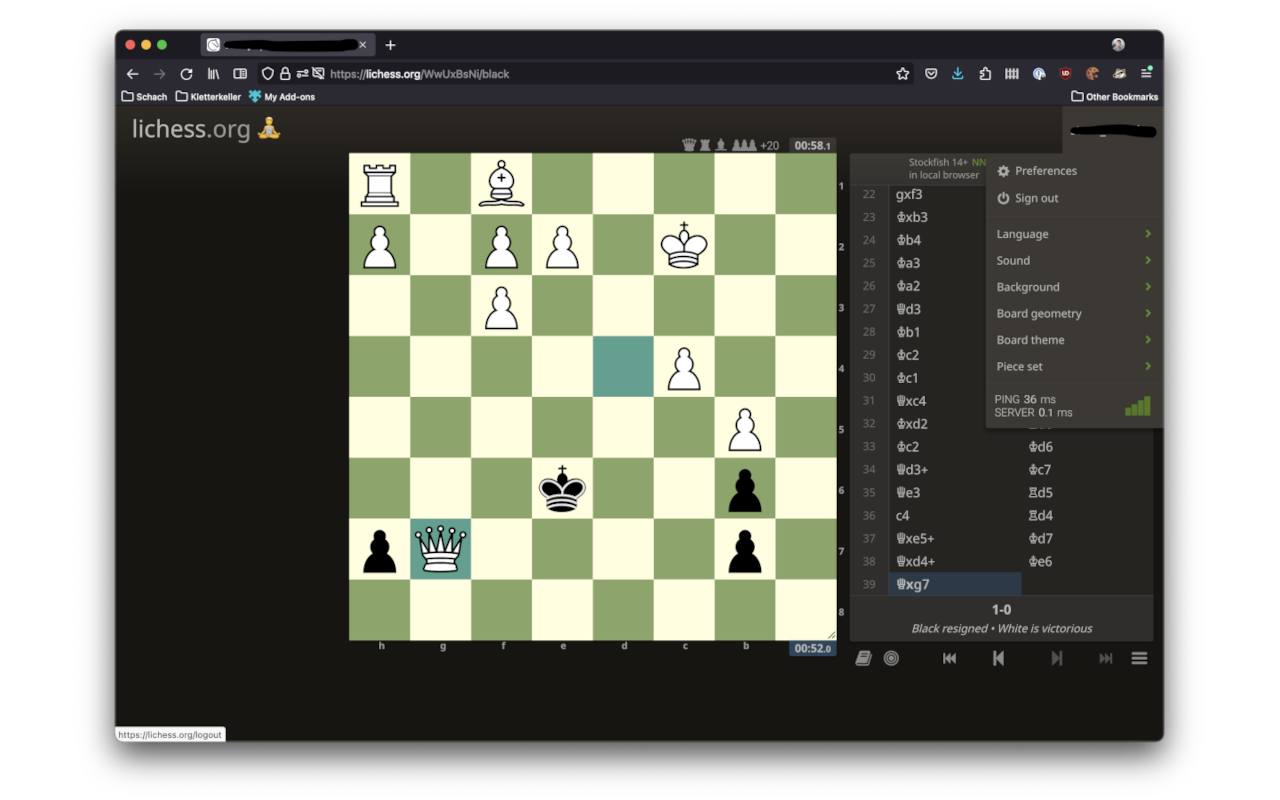 https://lichess.org/WwUxBsNi/black
Schach
Kletterkeller
My Add-ons
Other Bookmarks
lichess.org
+20
00:58.1
Stockfish 14+ NN
in local browser
Preferences
Sign out
Language
Sound
Background
Board geometry
Board theme
Piece set
PING 36 ms
SERVER 0.1 ms
22 gxf3
23 ♔xb3
24 ♔b4
25 ♔a3
26 ♔a2
27 ♕d3
28 ♔b1
29 ♔c2
30 ♔c1
31 ♕xc4
32 ♔xd2
33 ♔c2 ♔d6
34 ♕d3+ ♔c7
35 ♕e3 ♖d5
36 c4 ♖d4
37 ♕xe5+ ♔d7
38 ♕xd4+ ♔e6
39 ♕xg7
1-0
Black resigned • White is victorious
1
2
3
4
5
6
7
8
h g f e d c b
00:52.0
https://lichess.org/logout